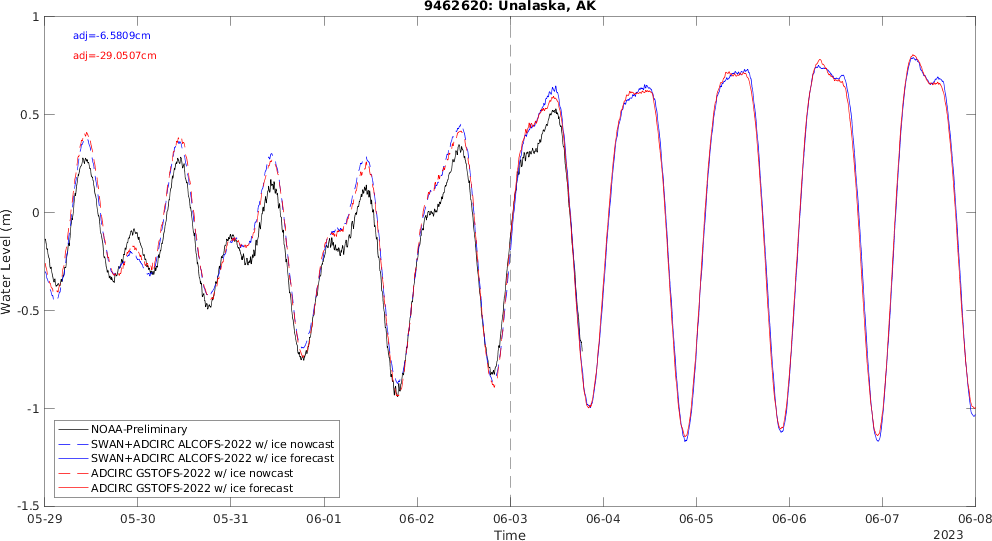 9462620: Unalaska, AK
adj=-6.5809cm
adj=-29.0507cm
1
0.5
0
-0.5
-1
-1.5
Water Level (m)
NOAA-Preliminary
SWAN+ADCIRC ALCOFS-2022 w/ ice nowcast
SWAN+ADCIRC ALCOFS-2022 w/ ice forecast
ADCIRC GSTOFS-2022 w/ ice nowcast
ADCIRC GSTOFS-2022 w/ ice forecast
05-29 05-30 05-31 06-01 06-02 06-03 06-04 06-05 06-06 06-07 06-08
Time
2023